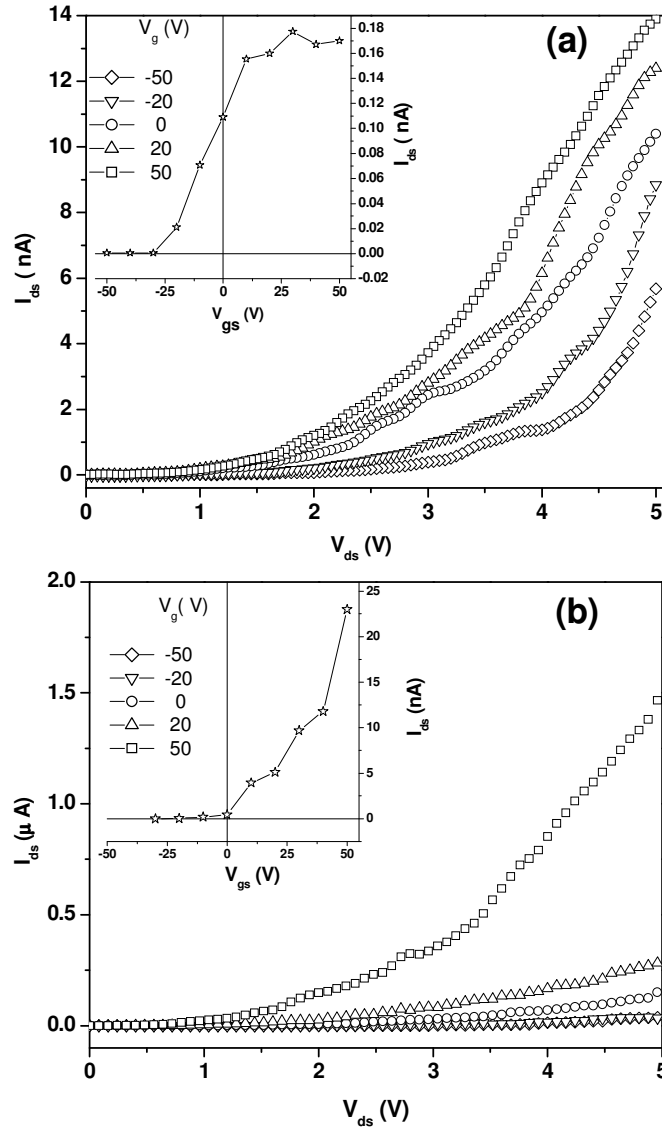 (a)
V_g (V)
-50
-20
0
20
50
14
12
10
8
6
4
2
0
I_ds ( nA)
0.18
0.16
0.14
0.12
0.10
0.08
0.06
0.04
0.02
0.00
-0.02
I_ds ( nA)
-50 -25 0 25 50
V_gs (V)
0 1 2 3 4 5
V_ds (V)
(b)
V_g( V)
-50
-20
0
20
50
2.0
1.5
1.0
0.5
0.0
I_ds (μ A)
25
20
15
10
5
0
I_ds (nA)
-50 -25 0 25 50
V_gs (V)
0 1 2 3 4 5
V_ds (V)